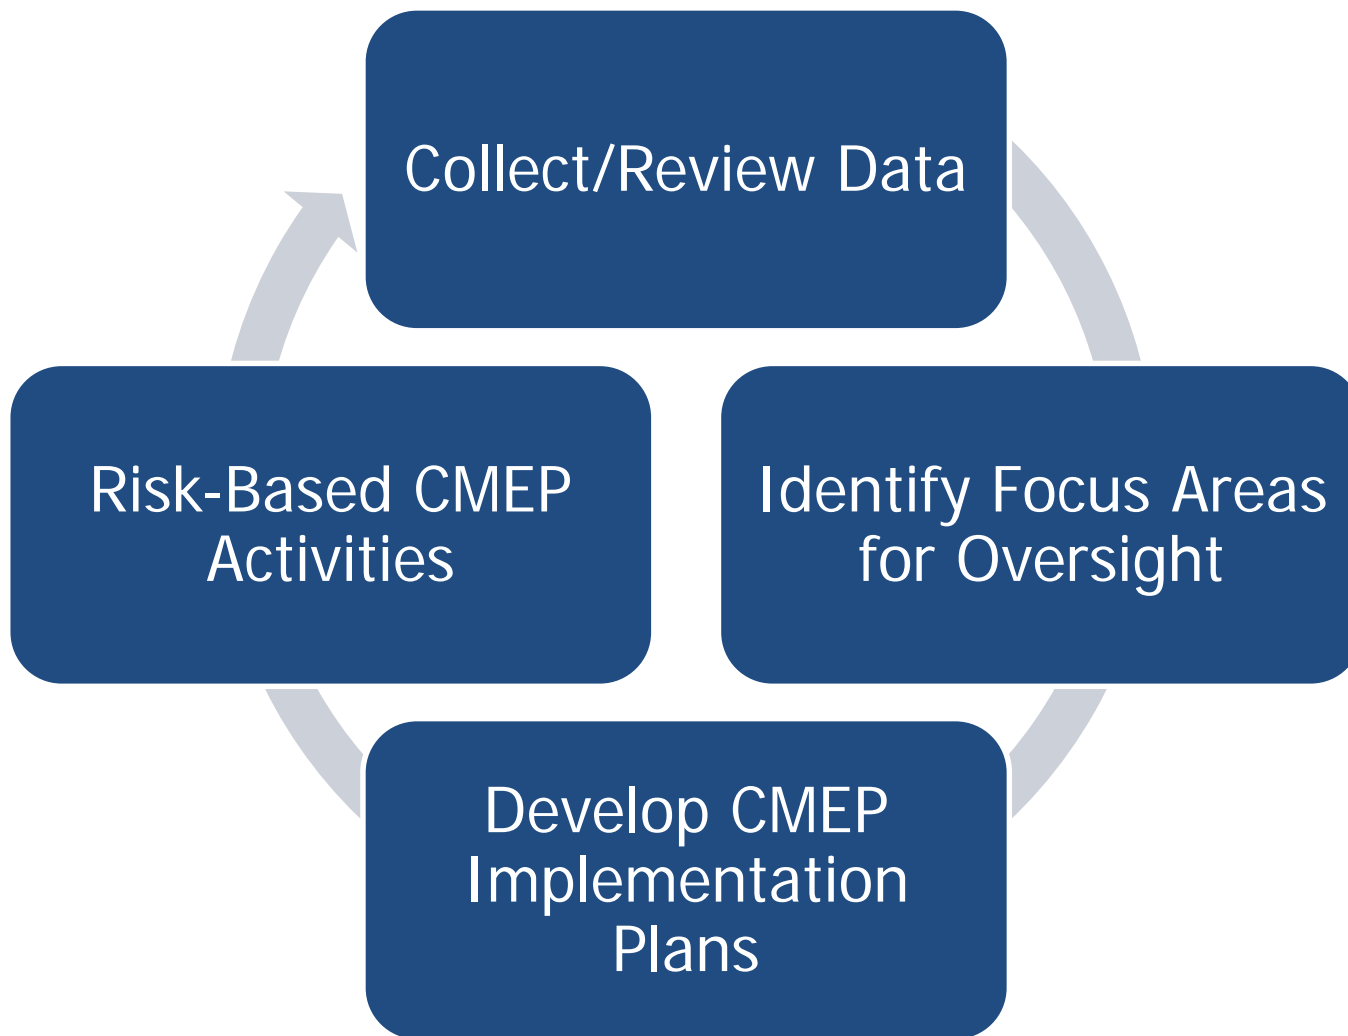 Collect/Review Data
Identify Focus Areas
for Oversight
Develop CMEP
Implementation
Plans
Risk-Based CMEP
Activities